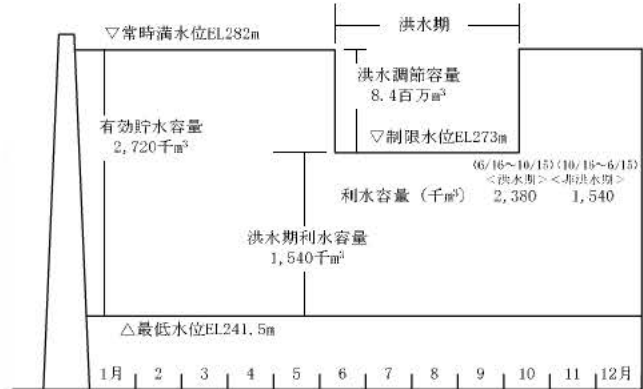 ▽常時満水位EL282m
洪水期
洪水調節容量
8.4百万m³
有効貯水容量
2,720千m³
▽制限水位EL273m
(6/16~10/15)(10/16~6/15)
<洪水期><非洪水期>
利水容量（千m³） 2,380 1,540
洪水期利水容量
1,540千m³
△最低水位EL241.5m
1月 2 3 4 5 6 7 8 9 10 11 12月